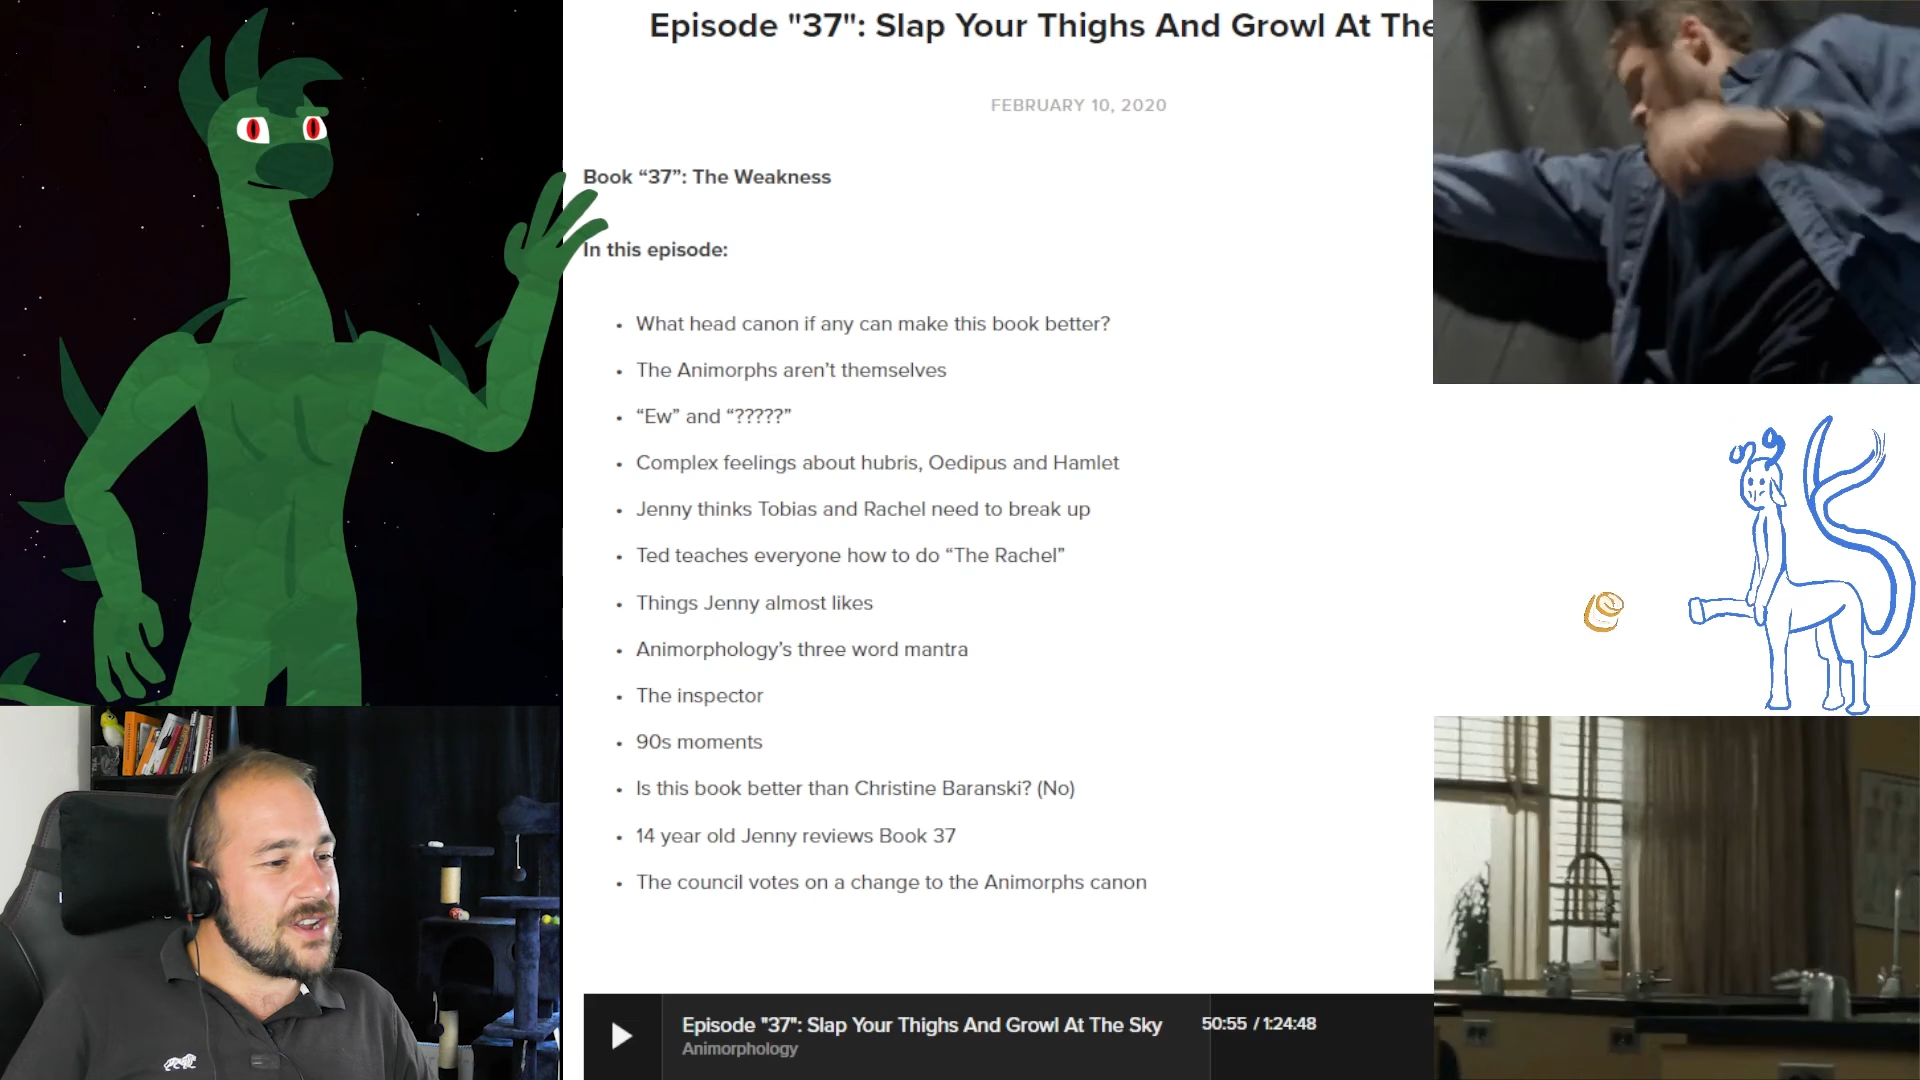 Episode "37": Slap Your Thighs And Growl At The
FEBRUARY 10, 2020
Book “37”: The Weakness
In this episode:
• What head canon if any can make this book better?
• The Animorphs aren’t themselves
• “Ew” and “?????”
• Complex feelings about hubris, Oedipus and Hamlet
• Jenny thinks Tobias and Rachel need to break up
• Ted teaches everyone how to do “The Rachel”
• Things Jenny almost likes
• Animorphology’s three word mantra
• The inspector
• 90s moments
• Is this book better than Christine Baranski? (No)
• 14 year old Jenny reviews Book 37
• The council votes on a change to the Animorphs canon
Episode "37": Slap Your Thighs And Growl At The Sky
50:55 / 1:24:48
Animorphology